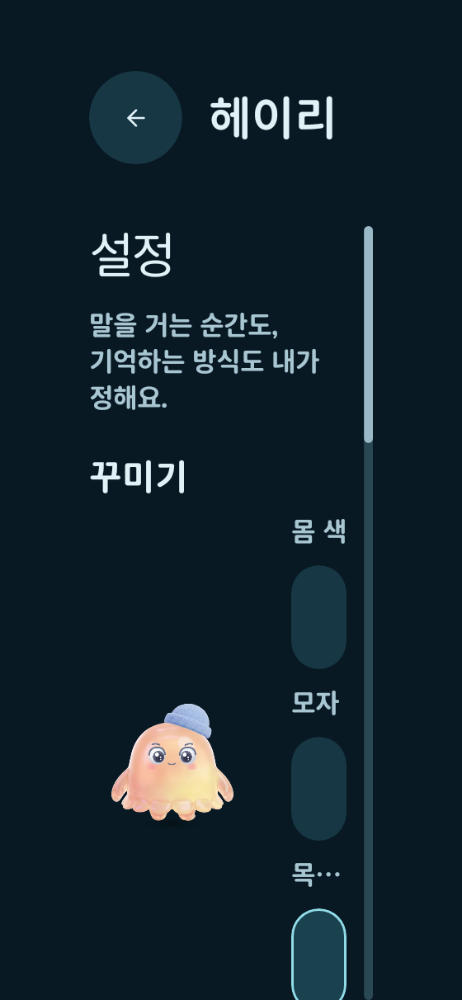 헤이리
설정
말을 거는 순간도,
기억하는 방식도 내가
정해요.
꾸미기
몸 색
모자
목…